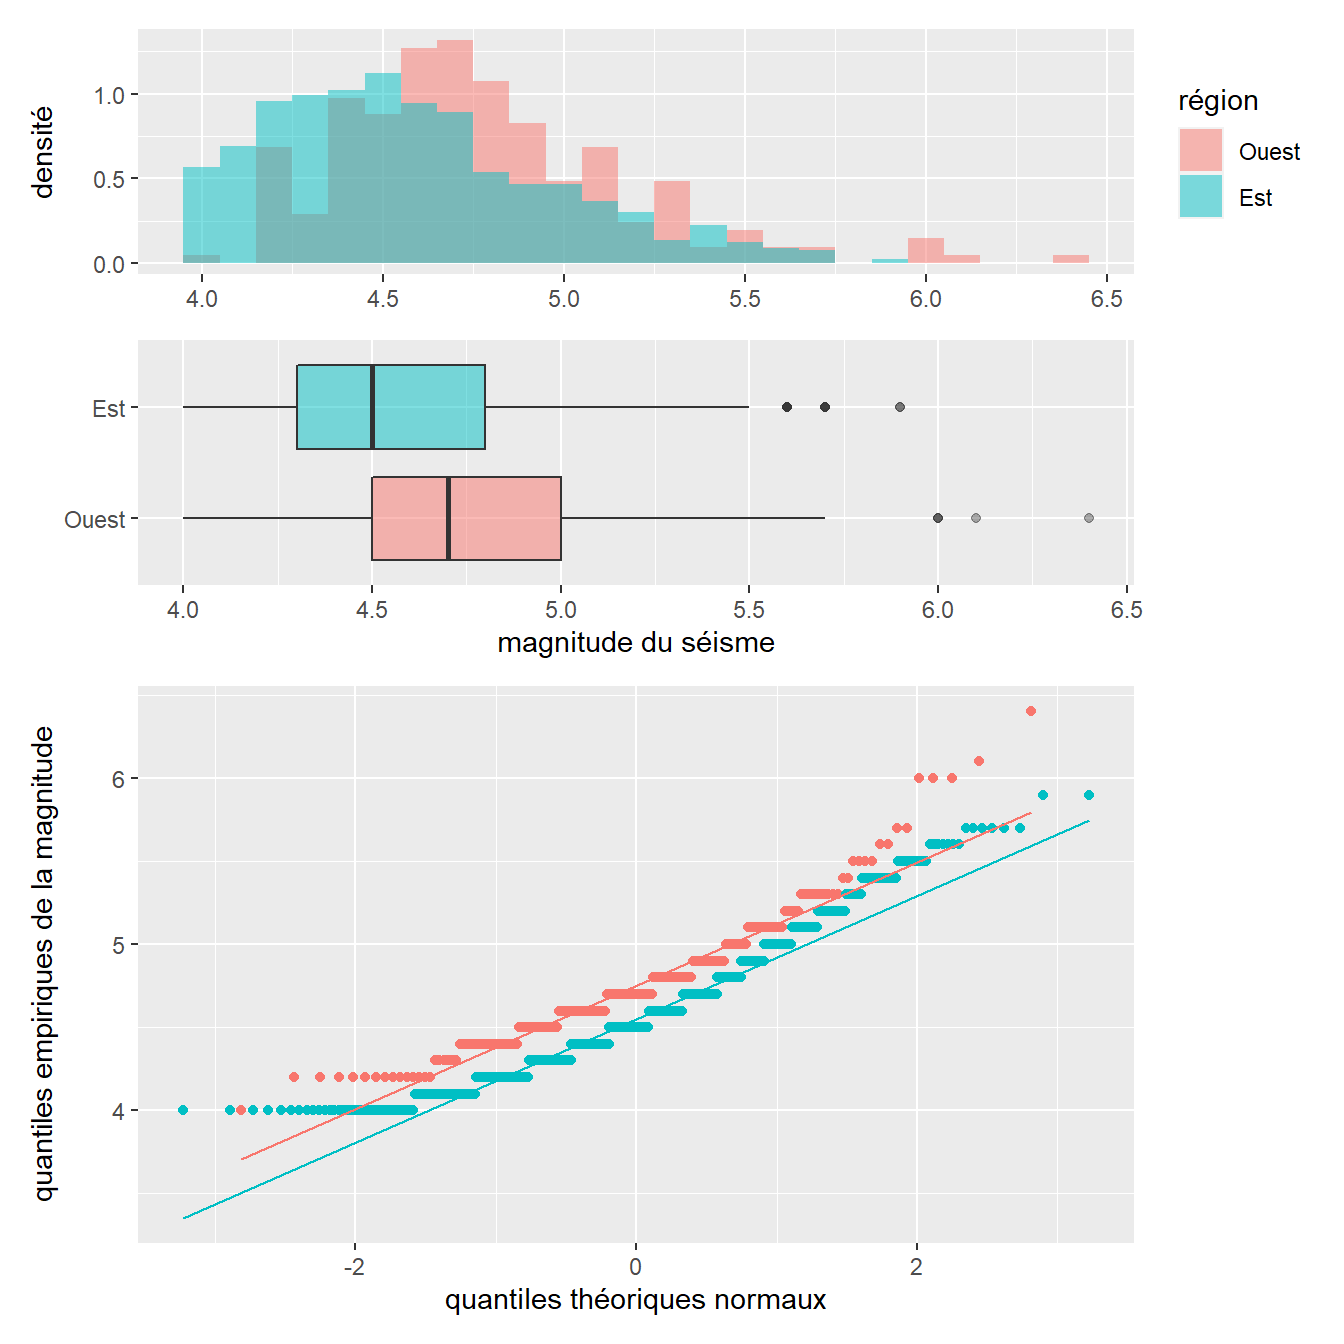 densité
1.0
0.5
0.0
4.0 4.5 5.0 5.5 6.0 6.5
région
Ouest
Est
Est
Ouest
4.0 4.5 5.0 5.5 6.0 6.5
magnitude du séisme
quantiles empiriques de la magnitude
6
5
4
-2 0 2
quantiles théoriques normaux